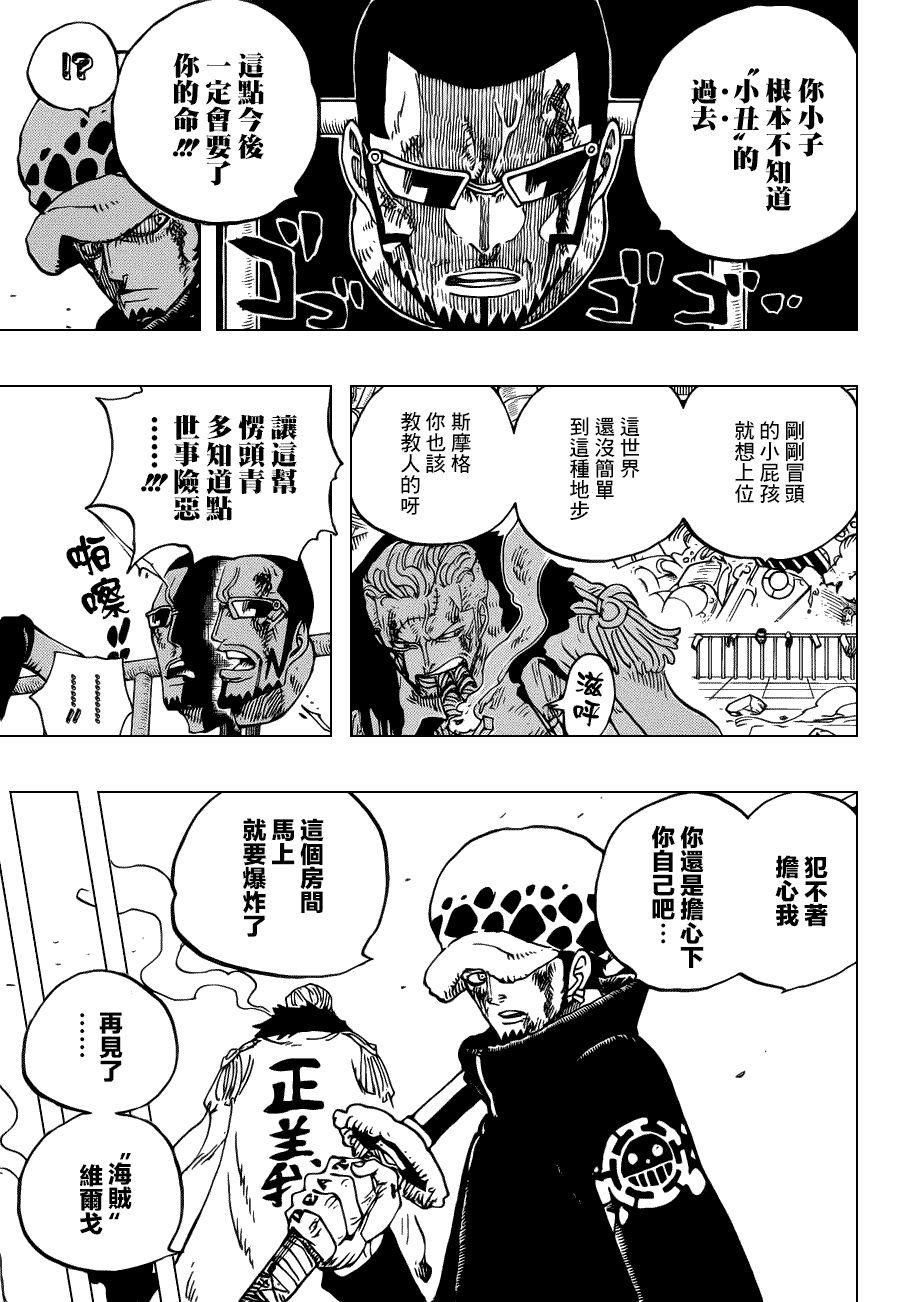 你小子
根本不知道
“小丑”的
過去
ゴゴゴゴ…
這點今後
一定會要了
你的命!!!
!?
剛剛冒頭
的小屁孩
就想上位
這世界
還沒簡單
到這種地步
斯摩格
你也該
教教人的呀
滋呼
讓這幫
愣頭青
多知道點
世事險惡
……!!!
啪嚓!!
………!!
………!!
犯不著
擔心我
你還是擔心下
你自己吧…
這個房間
馬上
就要爆炸了
正義
DEAT
再見了
……
“海賊”
維爾戈